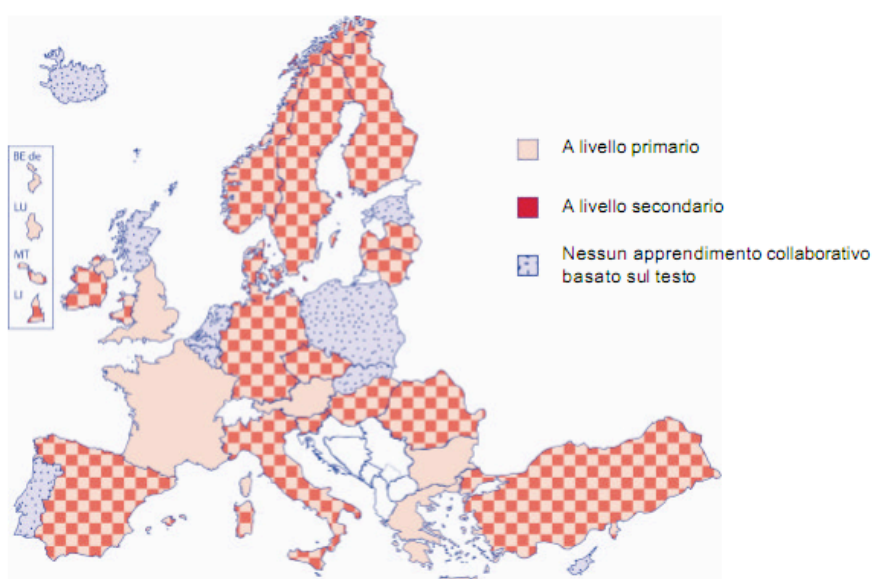 BE de
LU
MT
LI
A livello primario
A livello secondario
Nessun apprendimento collaborativo
basato sul testo